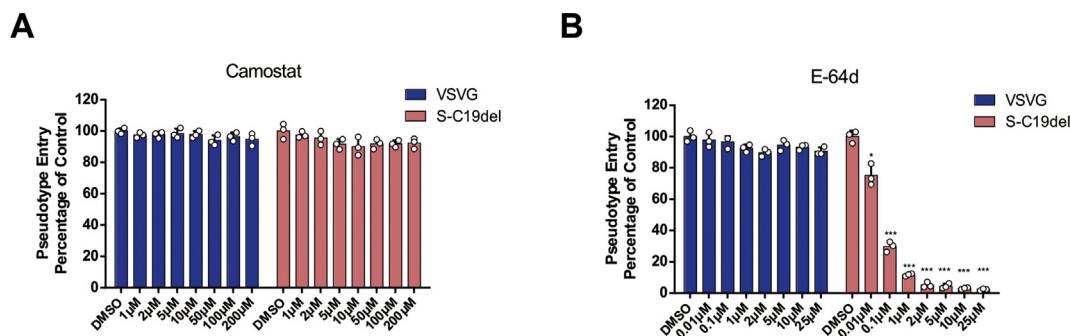 A
Camostat
VSVG
S-C19del
Pseudotype Entry
Percentage of Control
120
100
80
60
40
20
0
DMSO
1μM
2μM
5μM
10μM
50μM
100μM
200μM
DMSO
1μM
2μM
5μM
10μM
50μM
100μM
200μM
B
E-64d
VSVG
S-C19del
Pseudotype Entry
Percentage of Control
120
100
80
60
40
20
0
*
***
***
***
***
***
***
DMSO
0.01μM
0.1μM
1μM
2μM
5μM
10μM
25μM
DMSO
0.01μM
0.1μM
1μM
2μM
5μM
10μM
25μM